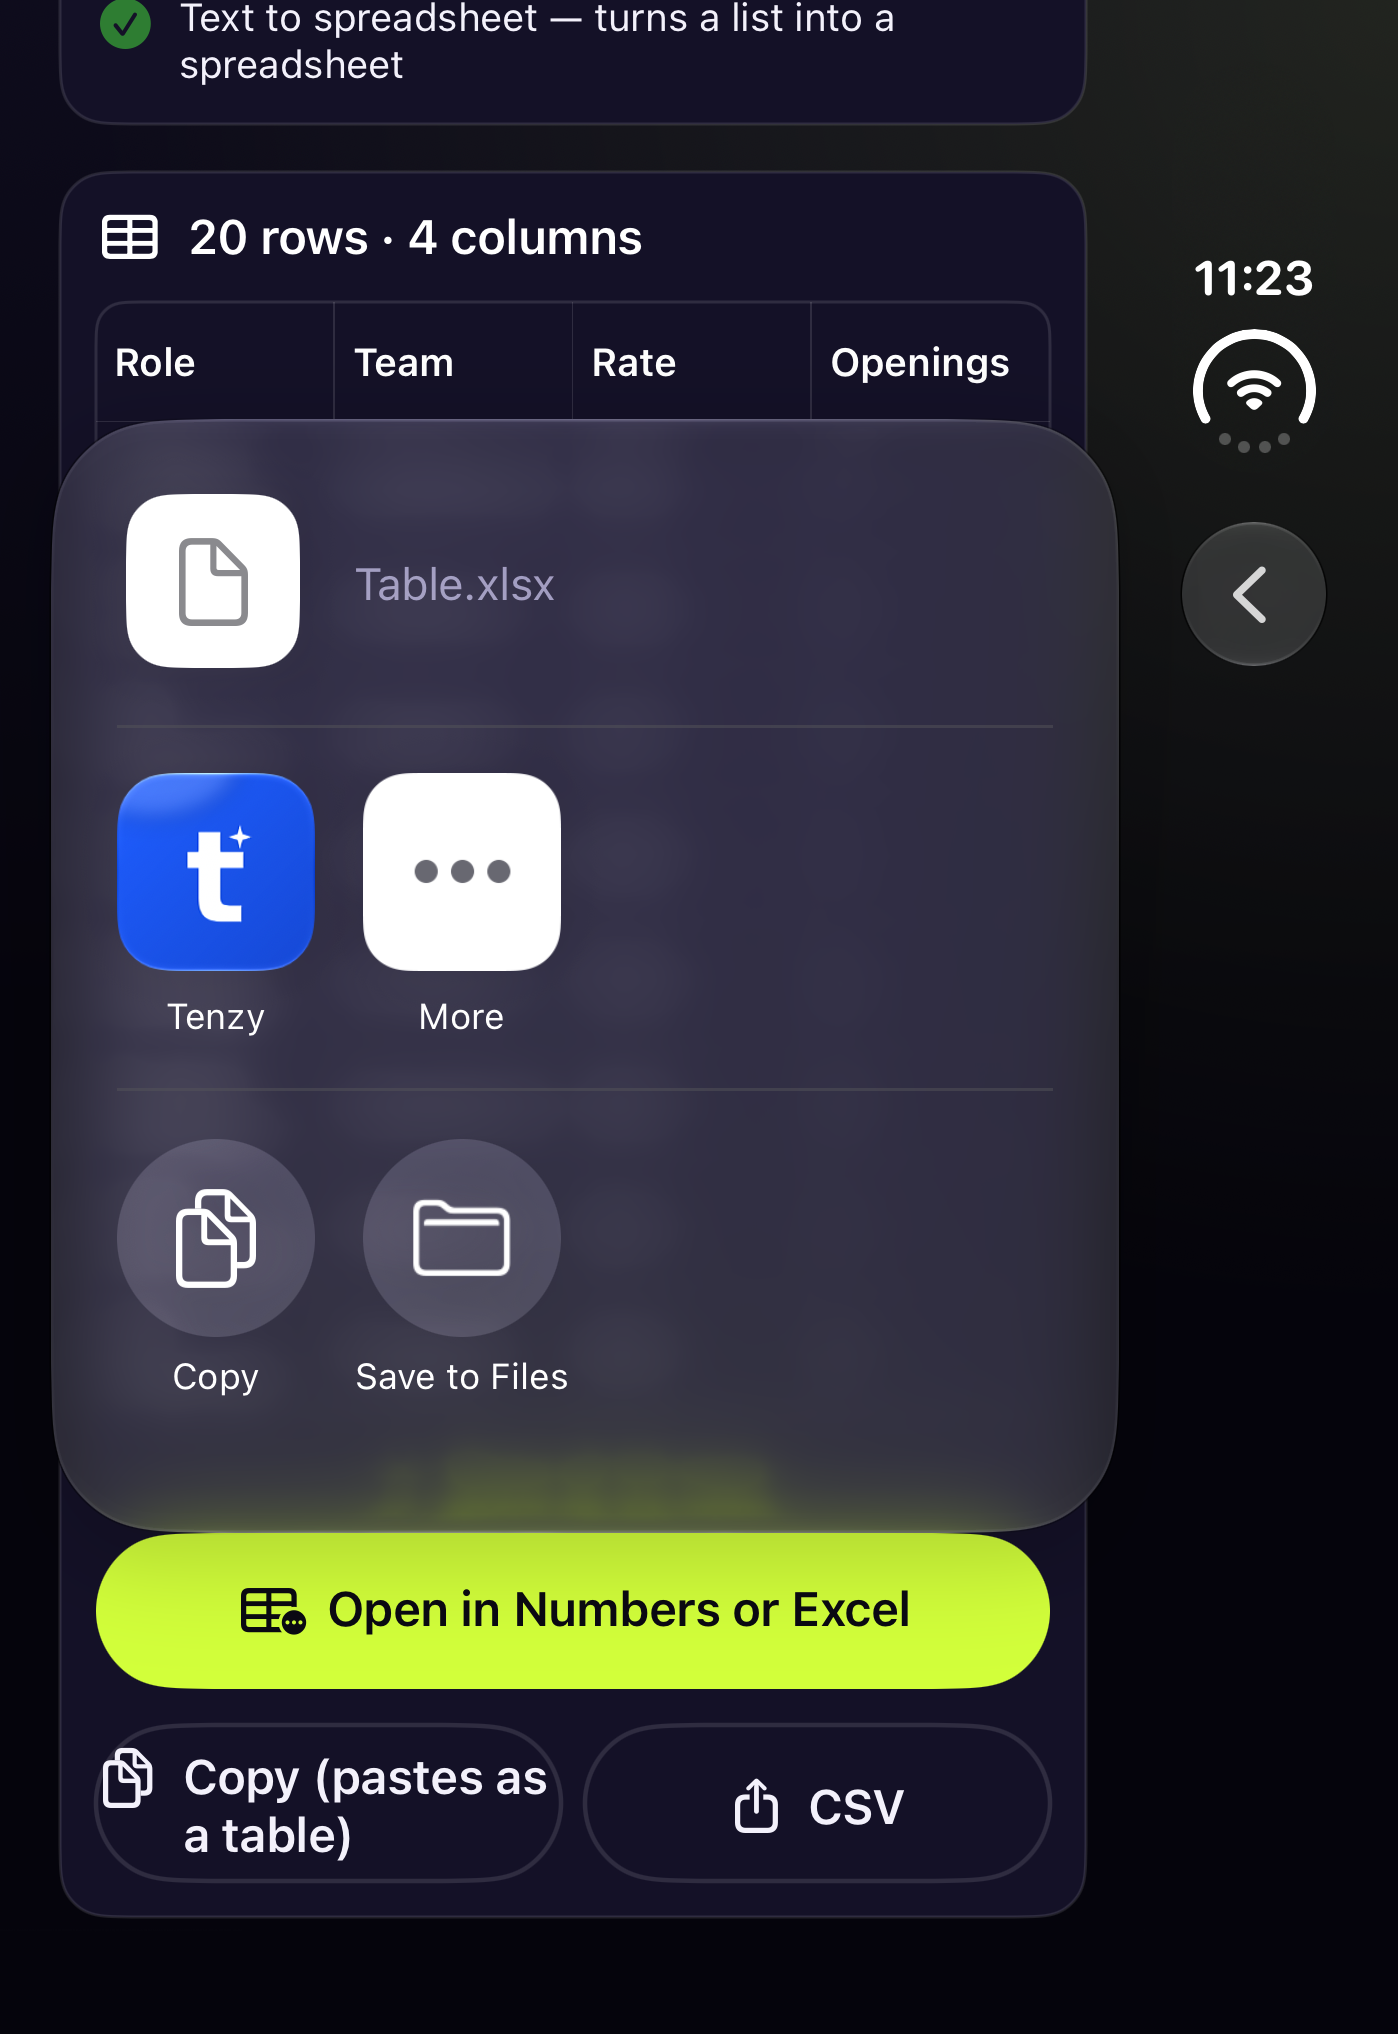 Text to spreadsheet — turns a list into a
spreadsheet
20 rows · 4 columns
Role Team Rate Openings
11:23
Table.xlsx
t
Tenzy More
Copy Save to Files
Open in Numbers or Excel
Copy (pastes as
a table)
CSV